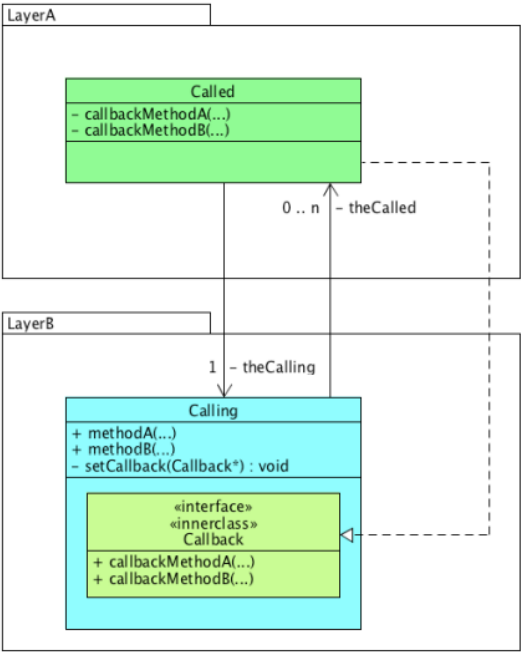 LayerA
Called
- callbackMethodA(...)
- callbackMethodB(...)
0 .. n - theCalled
LayerB
1 - theCalling
Calling
+ methodA(...)
+ methodB(...)
- setCallback(Callback*) : void
«interface»
«innerclass»
Callback
+ callbackMethodA(...)
+ callbackMethodB(...)